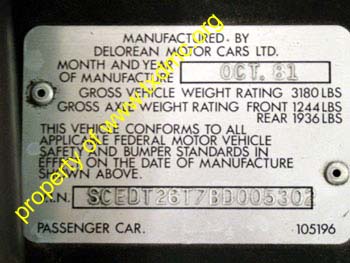 MANUFACTURED BY
DELOREAN MOTOR CARS LTD.
MONTH AND YEAR
OF MANUFACTURE OCT. 81
GROSS VEHICLE WEIGHT RATING 3180 LBS
GROSS AXLE WEIGHT RATING FRONT 1244 LBS
REAR 1936 LBS
THIS VEHICLE CONFORMS TO ALL
APPLICABLE FEDERAL MOTOR VEHICLE
SAFETY AND BUMPER STANDARDS IN
EFFECT ON THE DATE OF MANUFACTURE
SHOWN ABOVE.
V.I.N. SCEDT26T7BD005302
PASSENGER CAR. 105196